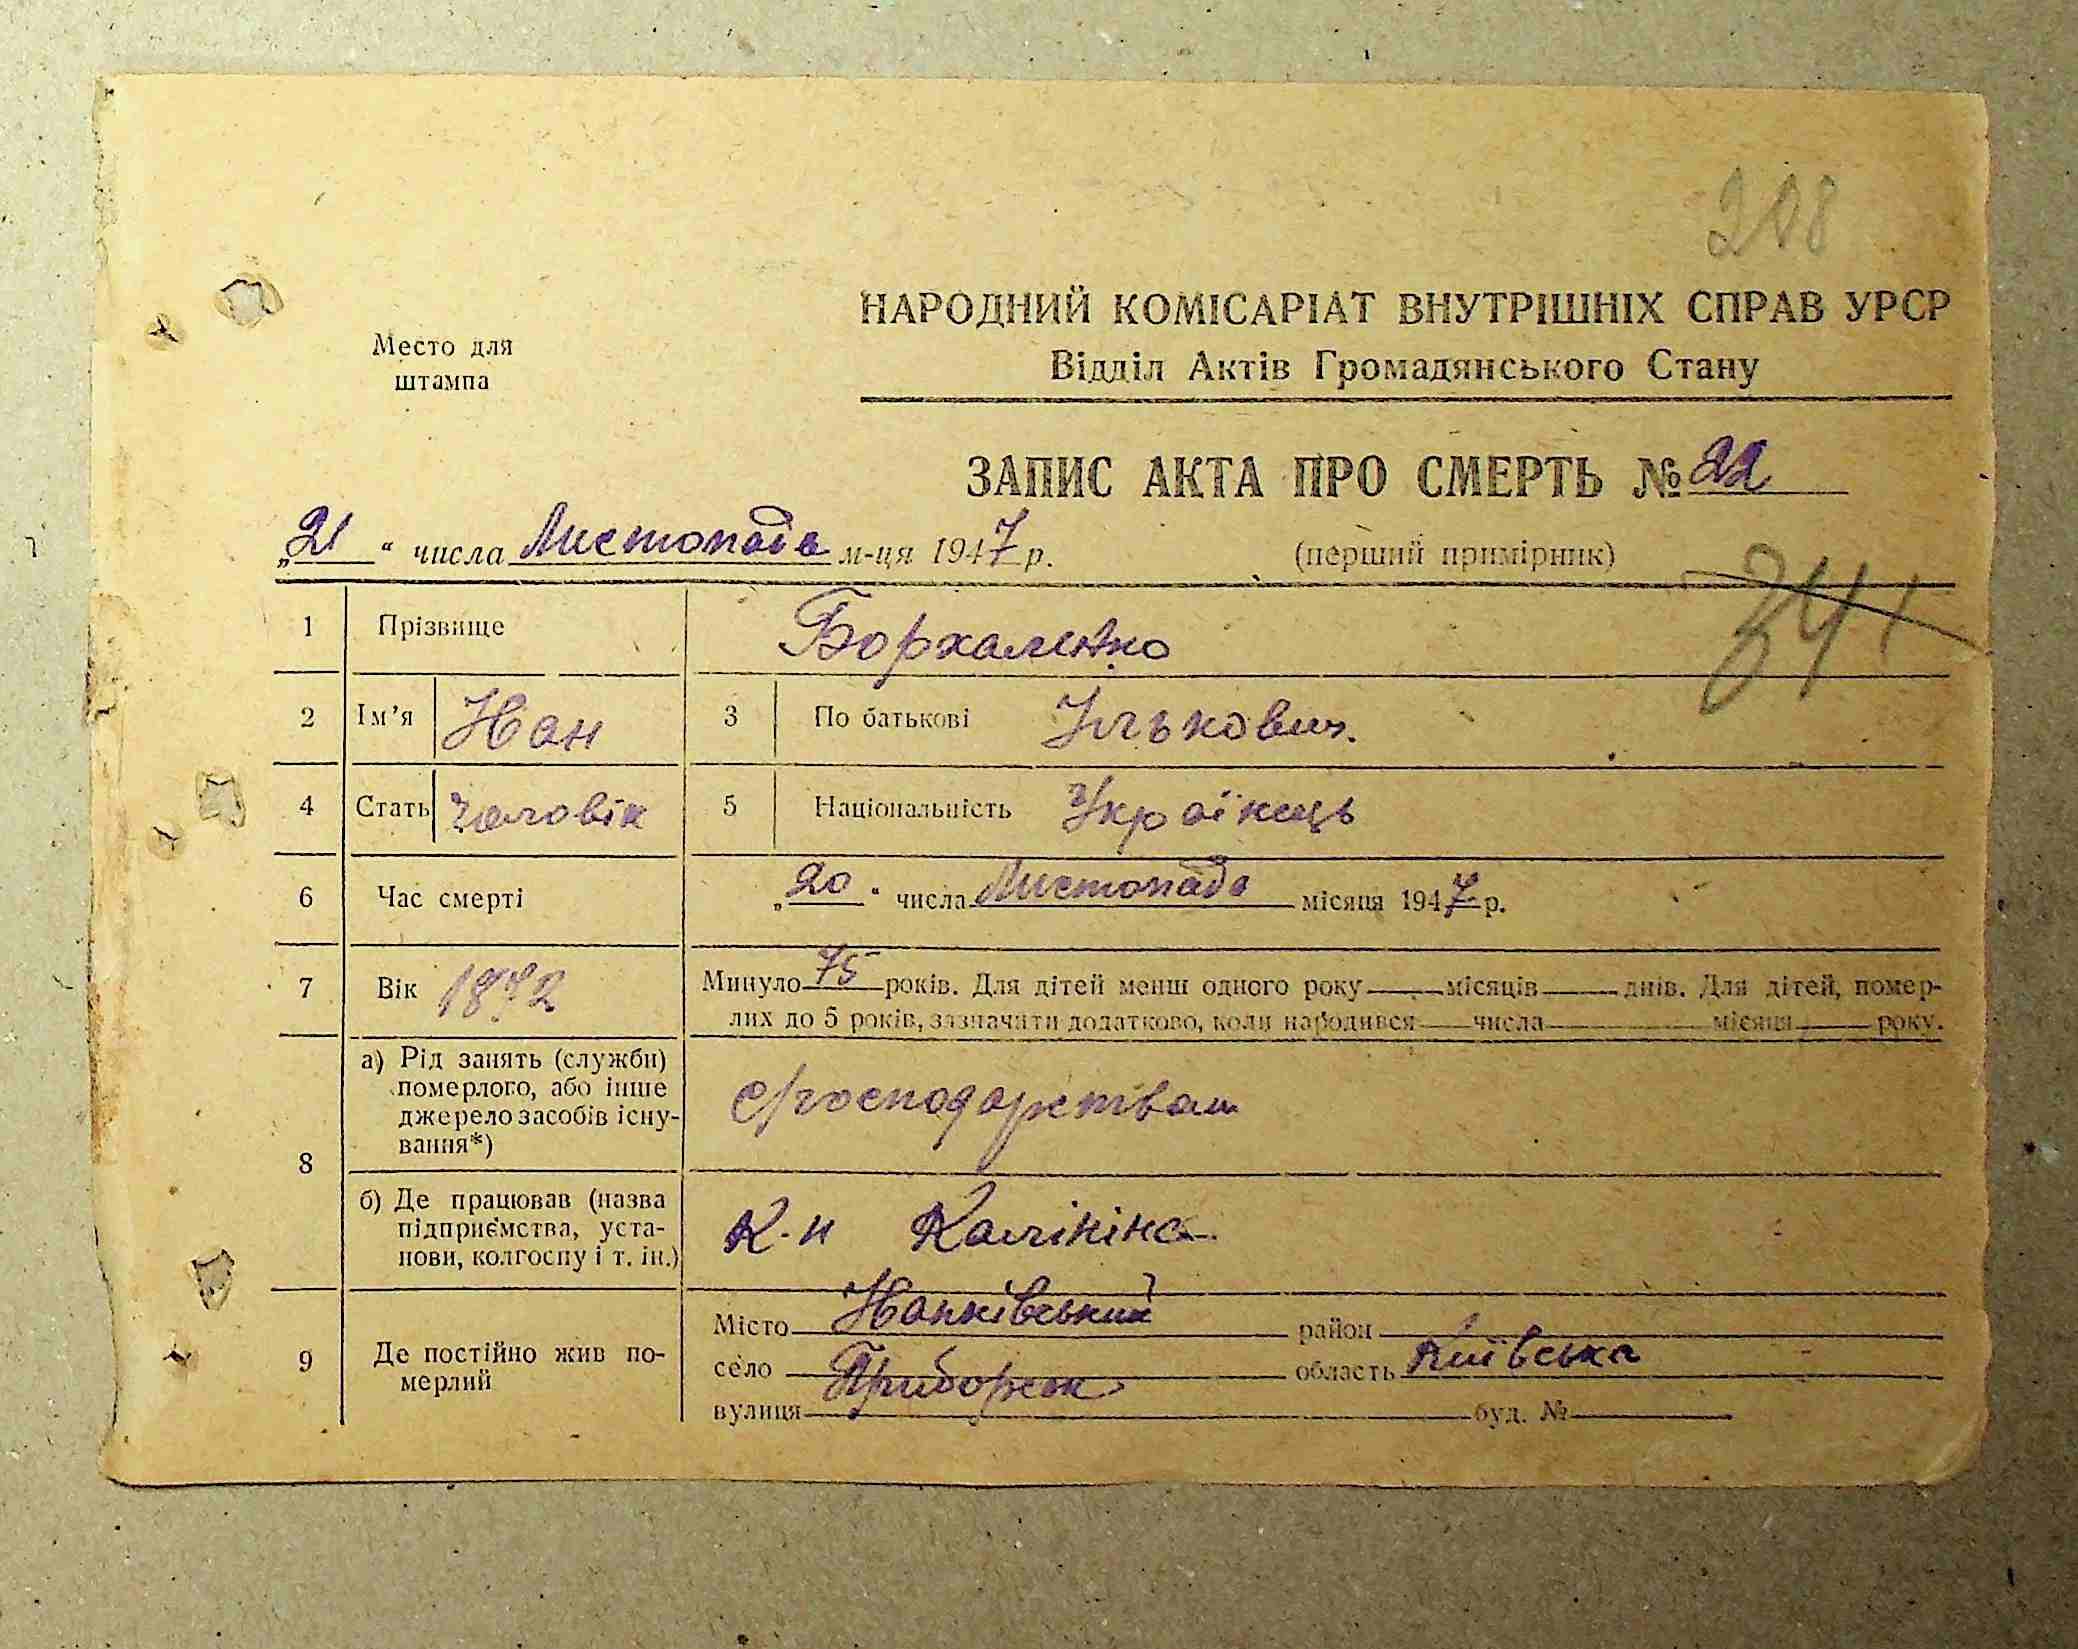 208
НАРОДНИЙ КОМІСАРІАТ ВНУТРІШНІХ СПРАВ УРСР
Место для
штампа
Відділ Актів Громадянського Стану
ЗАПИС АКТА ПРО СМЕРТЬ № 22
„21“ числа Листопада м-ця 1947 р. (перший примірник)
341
1 Прізвище Борхаленко
2 Ім’я Нан 3 По батькові Ількович.
4 Стать чоловік 5 Національність Українець
6 Час смерті „20“ числа Листопада місяця 1947 р.
7 Вік 1872 Минуло 75 років. Для дітей менш одного року місяців днів. Для дітей, помер-
лих до 5 років, зазначити додатково, коли народився числа місяця року.
8 а) Рід занять (служби)
померлого, або інше
джерело засобів існу-
вання*)
б) Де працював (назва
підприємства, уста-
нови, колгоспу і т. ін.)
К-п Калініна
9 Де постійно жив по-
мерлий
Місто район
село область Київська
вулиця буд. №